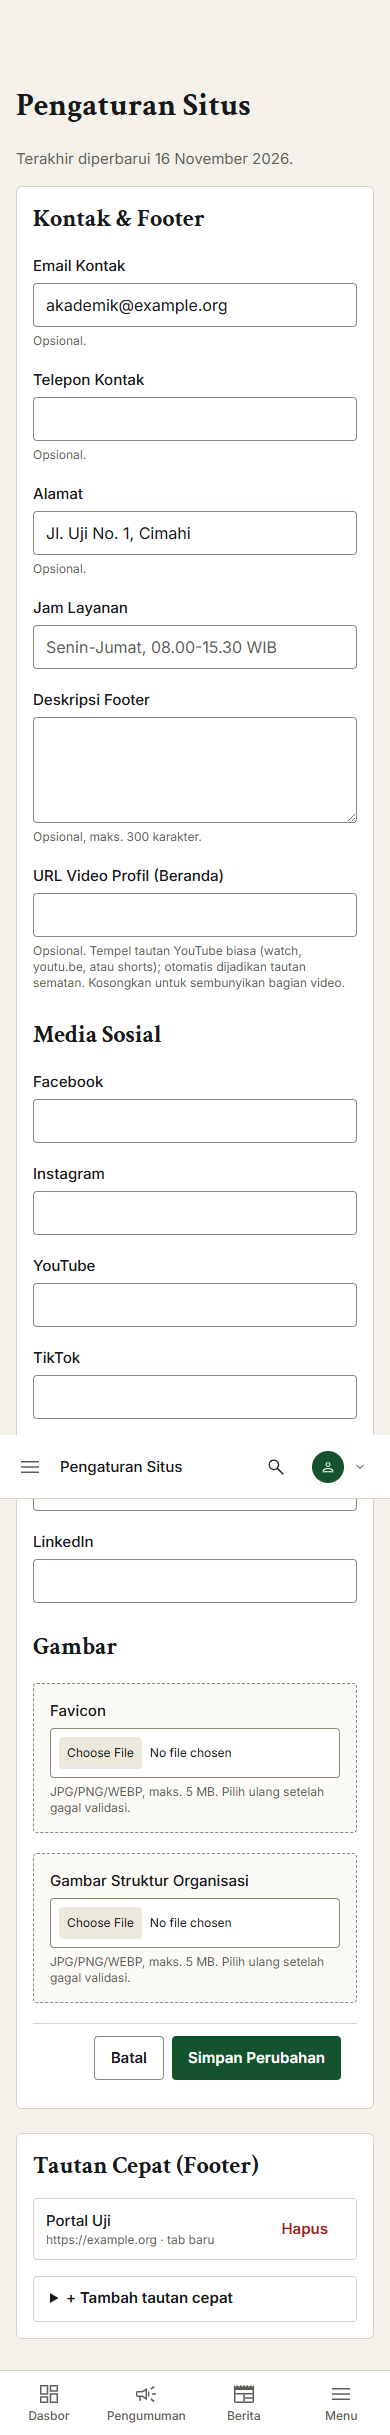 Pengaturan Situs
Terakhir diperbarui 16 November 2026.
Kontak & Footer
Email Kontak
akademik@example.org
Opsional.
Telepon Kontak
Opsional.
Alamat
Jl. Uji No. 1, Cimahi
Opsional.
Jam Layanan
Senin-Jumat, 08.00-15.30 WIB
Deskripsi Footer
Opsional, maks. 300 karakter.
URL Video Profil (Beranda)
Opsional. Tempel tautan YouTube biasa (watch,
youtu.be, atau shorts); otomatis dijadikan tautan
sematan. Kosongkan untuk sembunyikan bagian video.
Media Sosial
Facebook
Instagram
YouTube
TikTok
Pengaturan Situs
LinkedIn
Gambar
Favicon
Choose File No file chosen
JPG/PNG/WEBP, maks. 5 MB. Pilih ulang setelah
gagal validasi.
Gambar Struktur Organisasi
Choose File No file chosen
JPG/PNG/WEBP, maks. 5 MB. Pilih ulang setelah
gagal validasi.
Batal Simpan Perubahan
Tautan Cepat (Footer)
Portal Uji
https://example.org · tab baru
Hapus
+ Tambah tautan cepat
Dasbor Pengumuman Berita Menu